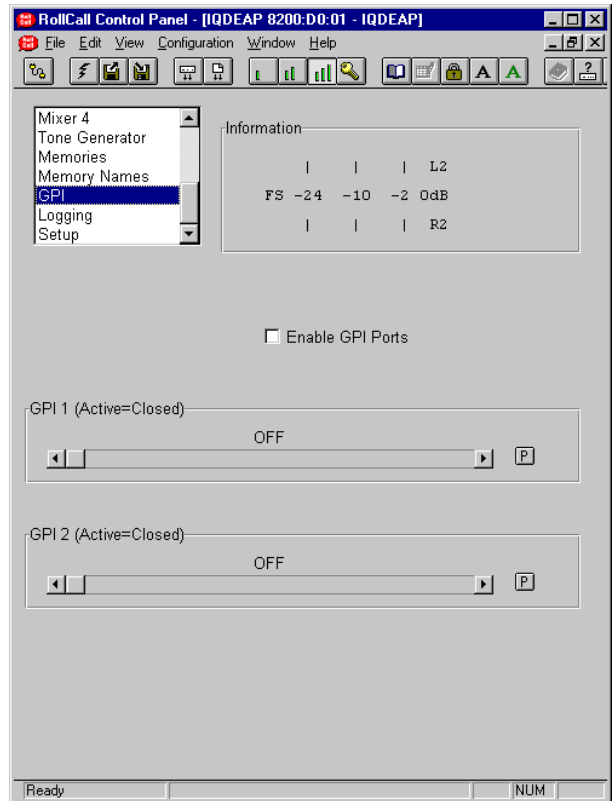 RollCall Control Panel - [IQDEAP 8200:D0:01 - IQDEAP]
File Edit View Configuration Window Help
A A
Mixer 4
Tone Generator
Memories
Memory Names
GPI
Logging
Setup
Information
| | | L2
FS -24 -10 -2 0dB
| | | R2
Enable GPI Ports
GPI 1 (Active=Closed)
OFF
P
GPI 2 (Active=Closed)
OFF
P
Ready
NUM